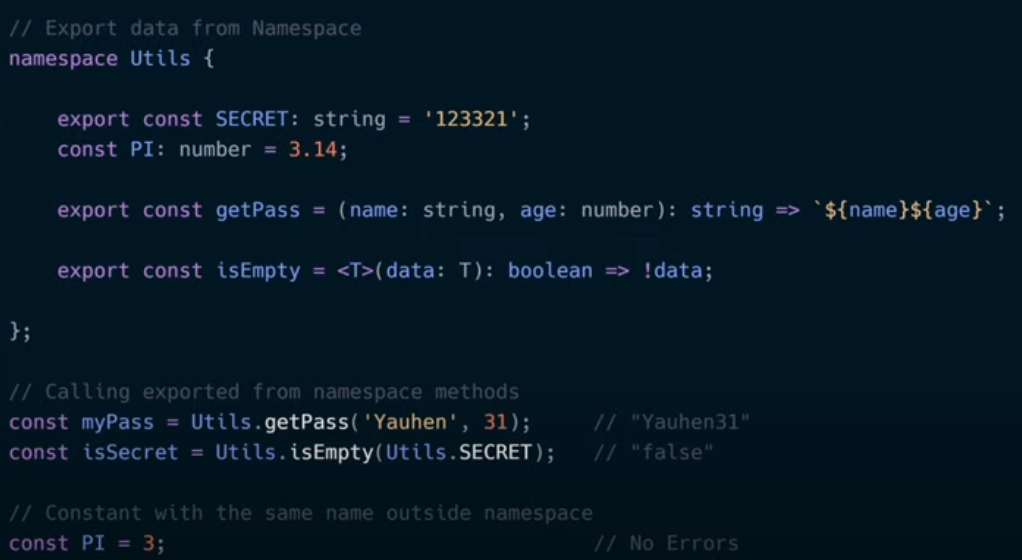 // Export data from Namespace
namespace Utils {
export const SECRET: string = '123321';
const PI: number = 3.14;
export const getPass = (name: string, age: number): string => `${name}${age}`;
export const isEmpty = <T>(data: T): boolean => !data;
};
// Calling exported from namespace methods
const myPass = Utils.getPass('Yauhen', 31); // "Yauhen31"
const isSecret = Utils.isEmpty(Utils.SECRET); // "false"
// Constant with the same name outside namespace
const PI = 3; // No Errors